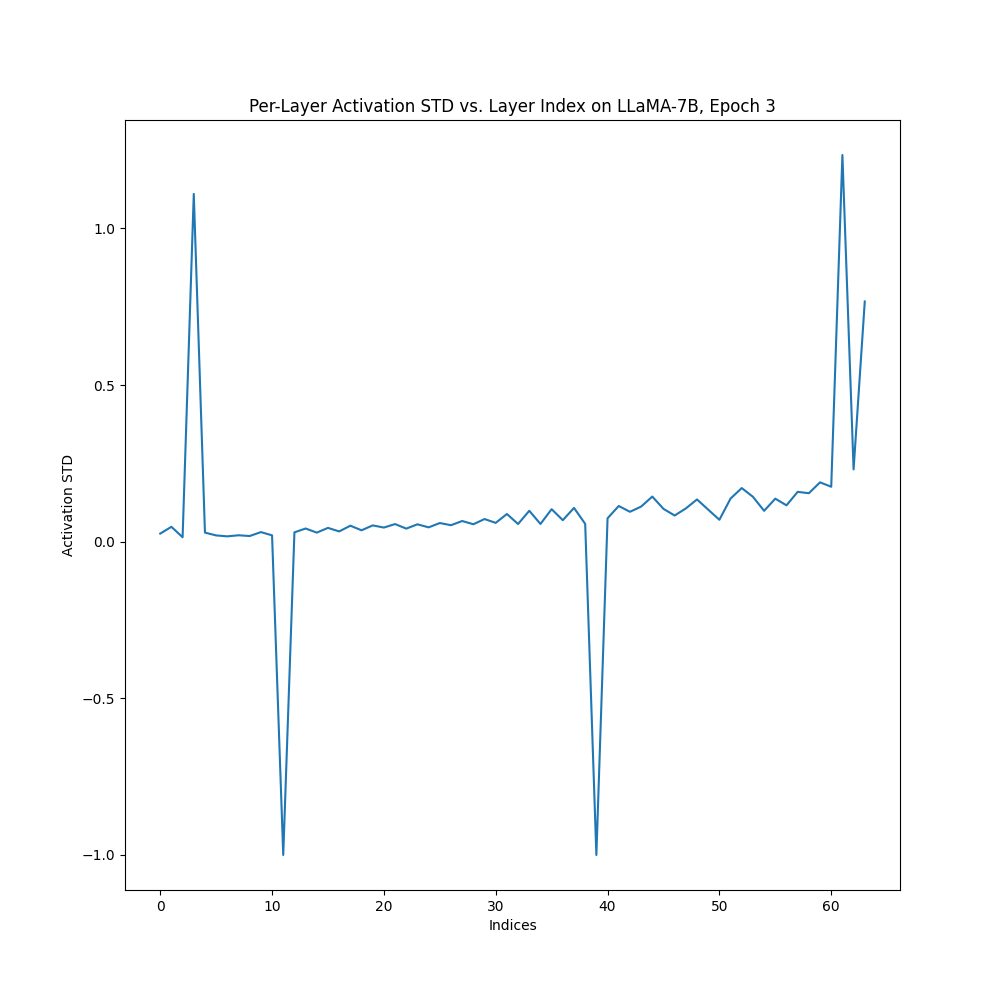 Per-Layer Activation STD vs. Layer Index on LLaMA-7B, Epoch 3
1.0
0.5
0.0
−0.5
−1.0
Activation STD
0 10 20 30 40 50 60
Indices